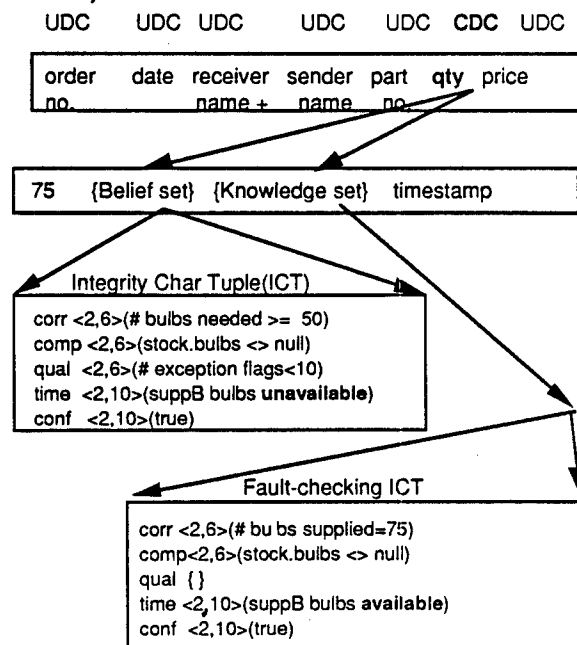 UDC UDC UDC UDC UDC CDC UDC
order date receiver sender part qty price
no. name + name no.
75 {Belief set} {Knowledge set} timestamp
Integrity Char Tuple(ICT)
corr <2,6>(# bulbs needed >= 50)
comp <2,6>(stock.bulbs <> null)
qual <2,6>(# exception flags<10)
time <2,10>(suppB bulbs unavailable)
conf <2,10>(true)
Fault-checking ICT
corr <2,6>(# bu bs supplied=75)
comp<2,6>(stock.bulbs <> null)
qual {}
time <2,10>(suppB bulbs available)
conf <2,10>(true)